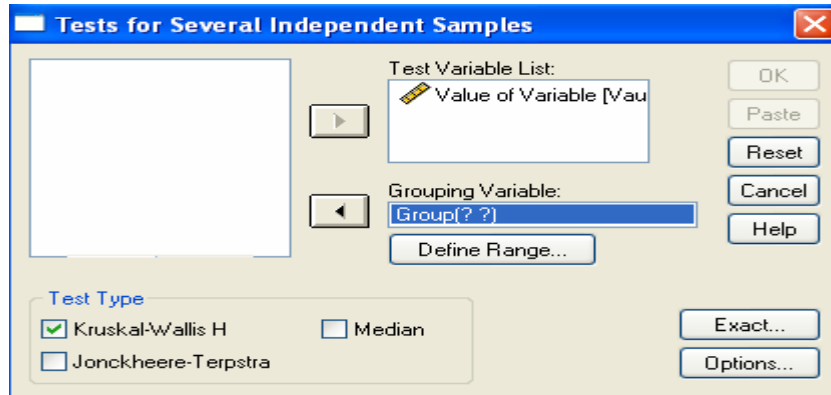 Tests for Several Independent Samples
Test Variable List:
Value of Variable [Vau
Grouping Variable:
Group(? ?)
Define Range...
OK
Paste
Reset
Cancel
Help
Test Type
Kruskal-Wallis H
Median
Jonckheere-Terpstra
Exact...
Options...